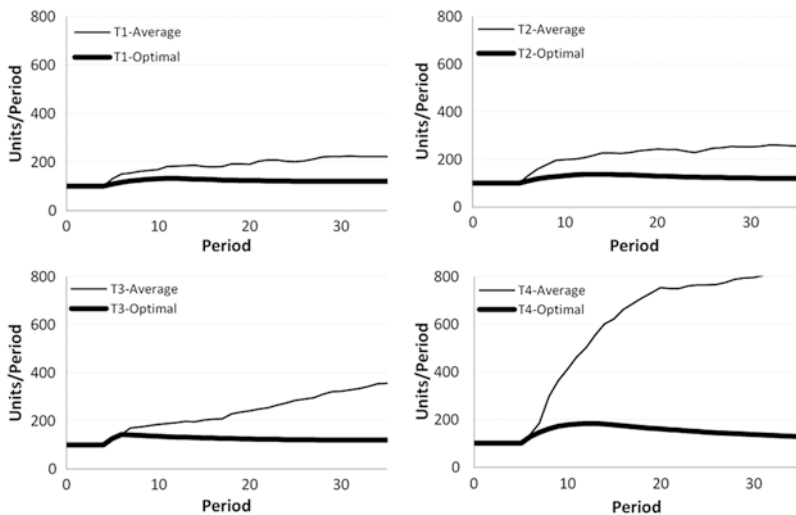 800
600
400
200
0
Units/Period
T1-Average
T1-Optimal
0 10 20 30
Period
800
600
400
200
0
Units/Period
T2-Average
T2-Optimal
0 10 20 30
Period
800
600
400
200
0
Units/Period
T3-Average
T3-Optimal
0 10 20 30
Period
800
600
400
200
0
Units/Period
T4-Average
T4-Optimal
0 10 20 30
Period